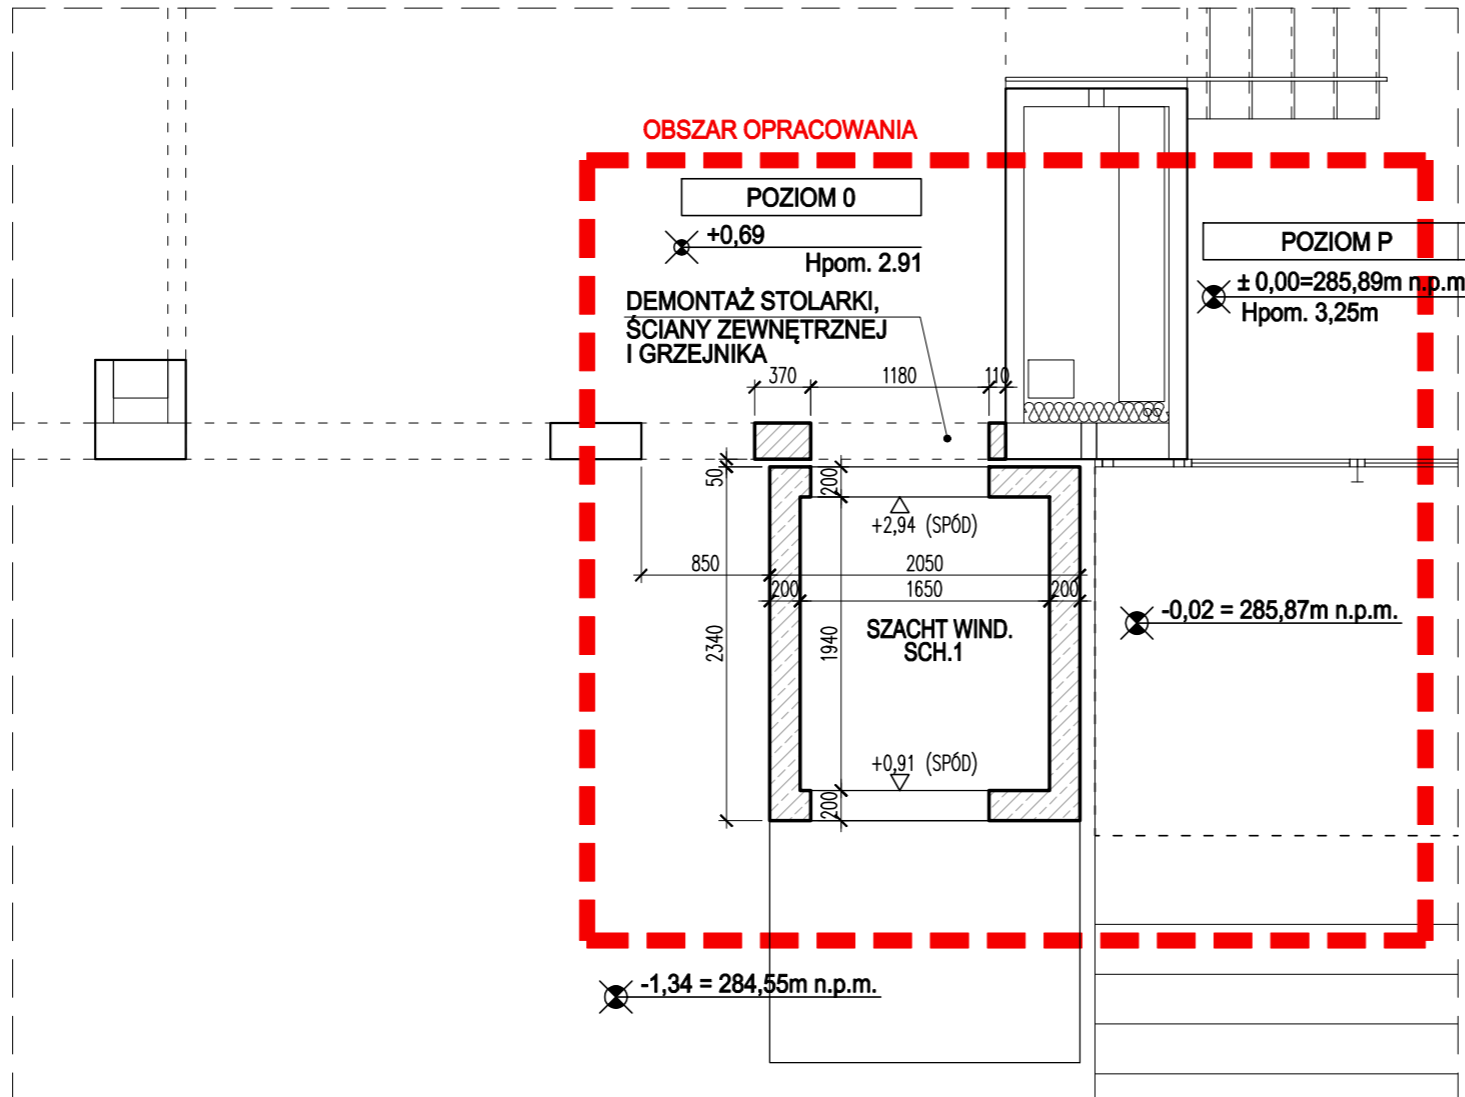 OBSZAR OPRACOWANIA
POZIOM 0
+0,69
Hpom. 2.91
POZIOM P
± 0,00=285,89m n.p.m
Hpom. 3,25m
DEMONTAŻ STOLARKI,
ŚCIANY ZEWNĘTRZNEJ
I GRZEJNIKA
370
1180
110
50
200
+2,94 (SPÓD)
850
2050
200
1650
200
2340
1940
SZACHT WIND.
SCH.1
-0,02 = 285,87m n.p.m.
+0,91 (SPÓD)
200
-1,34 = 284,55m n.p.m.